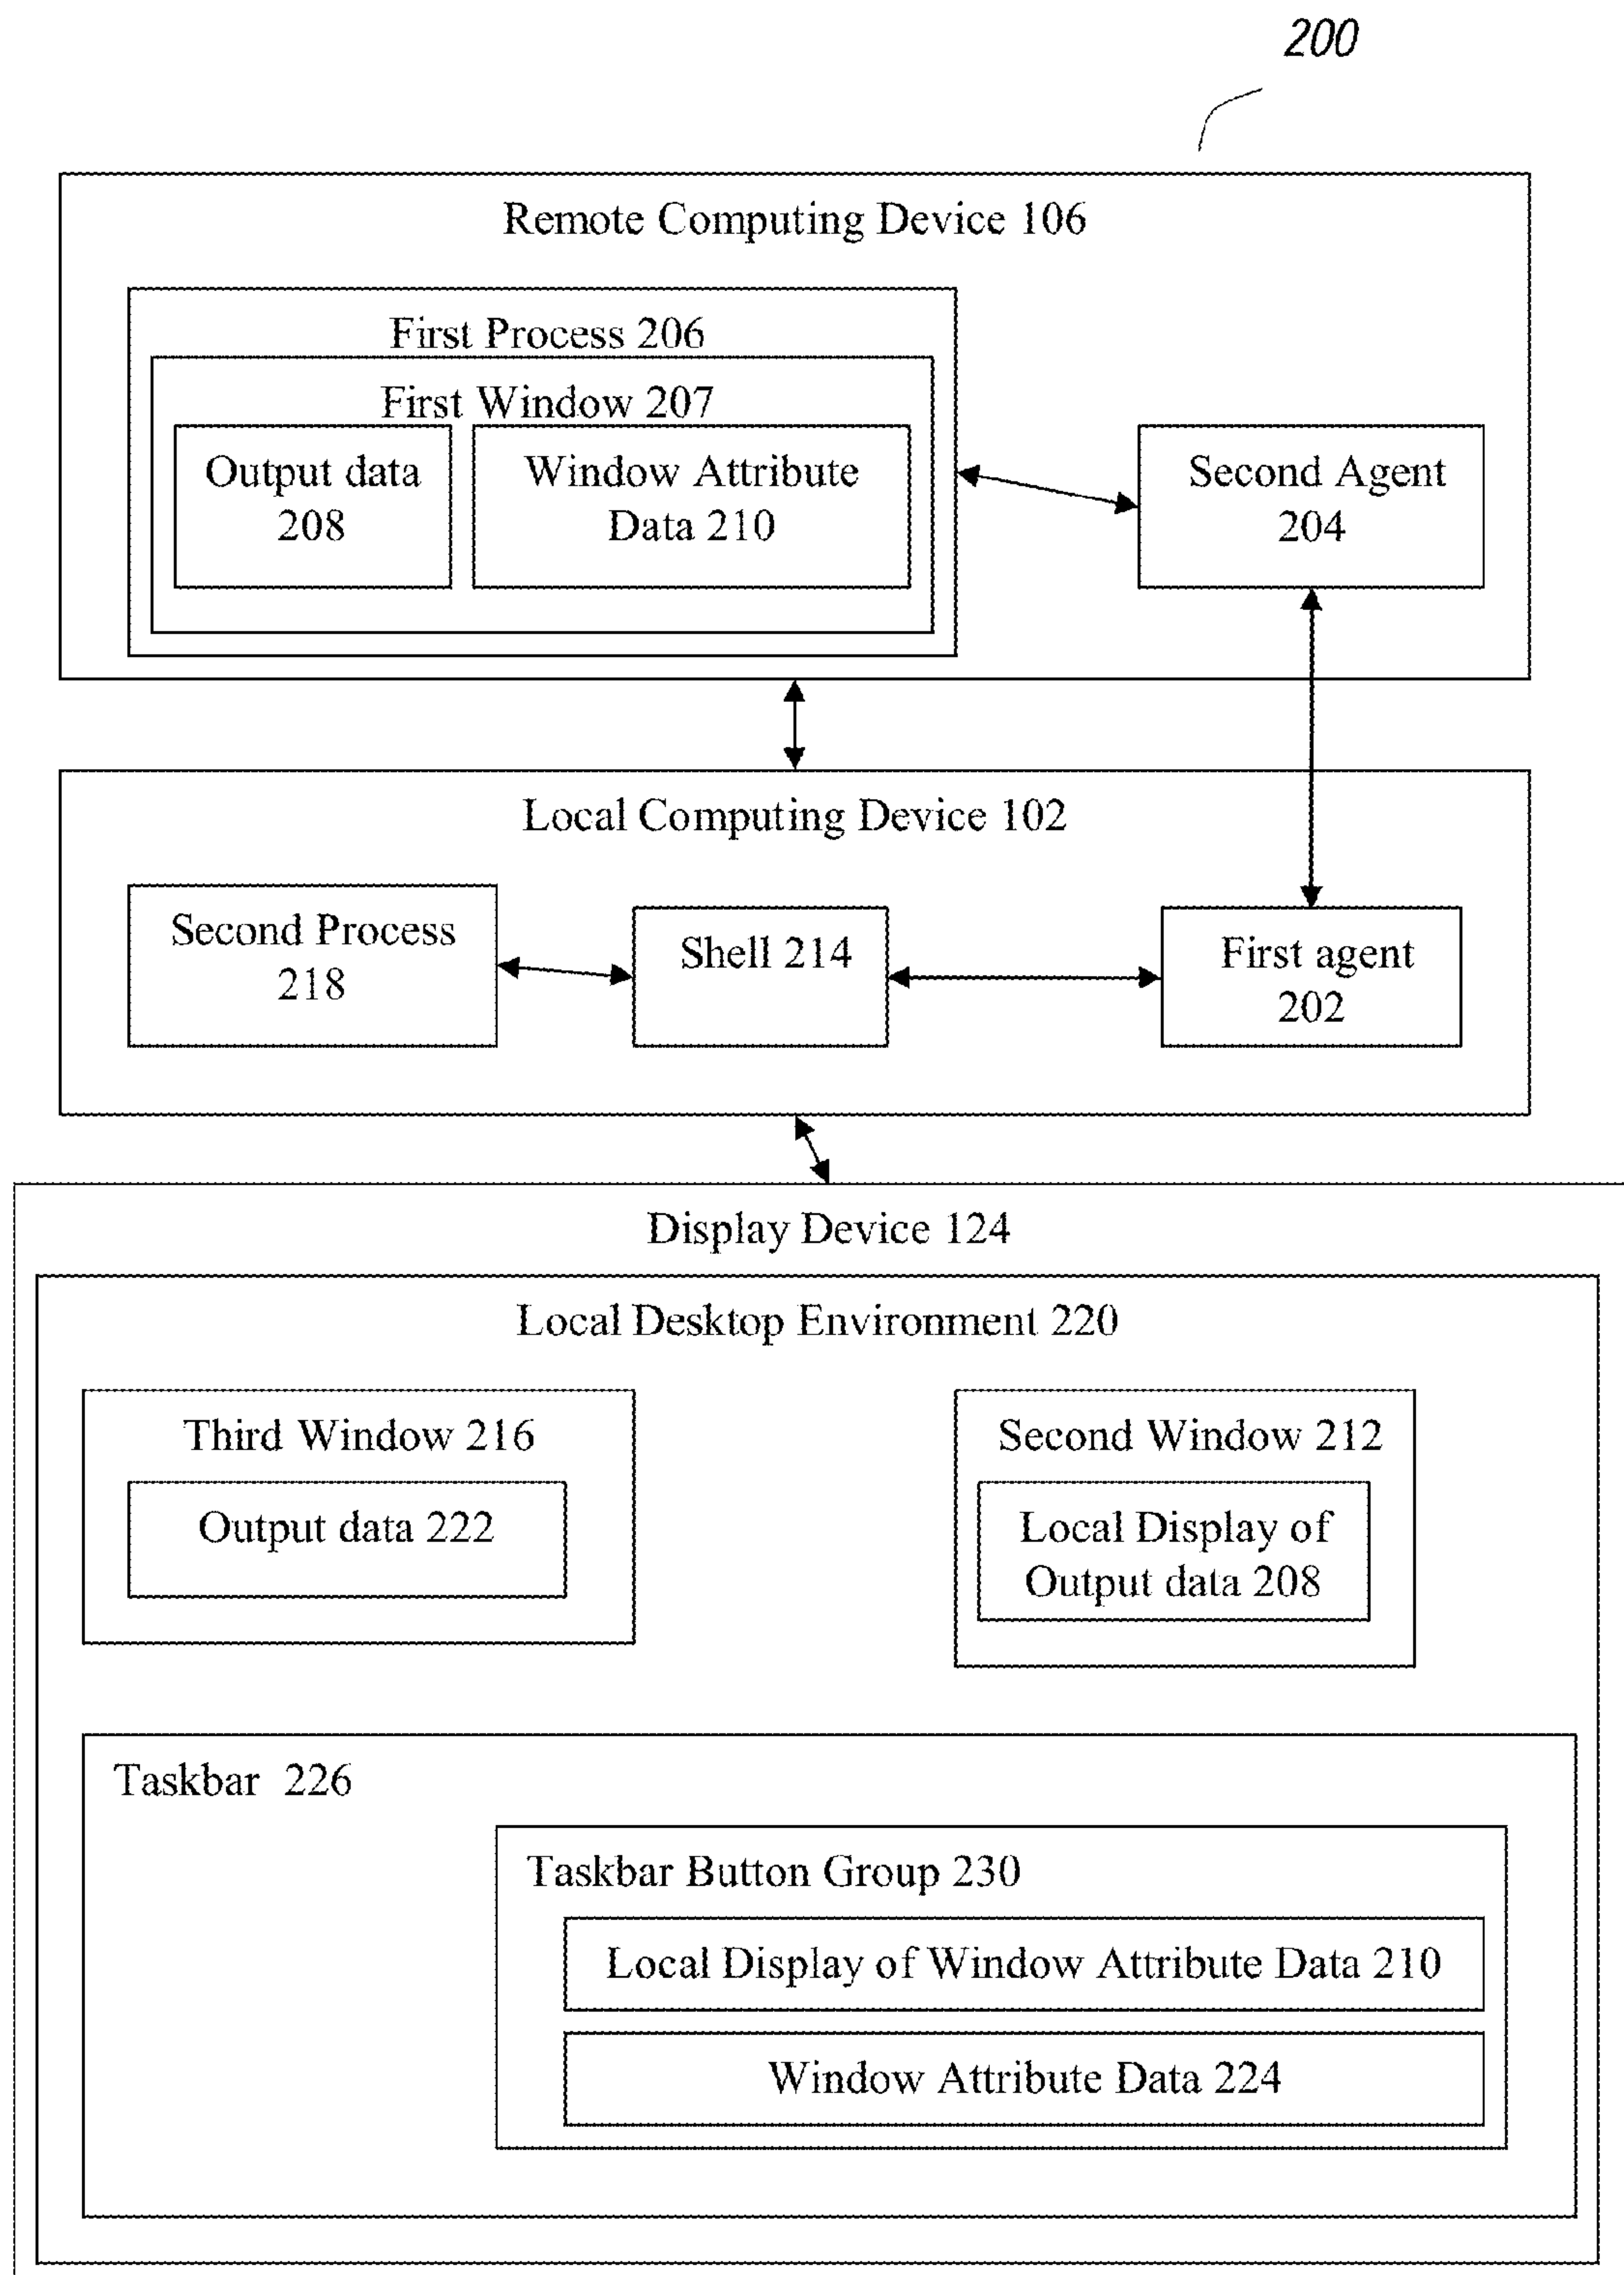 200
Remote Computing Device 106
First Process 206
First Window 207
Output data
208
Window Attribute
Data 210
Second Agent
204
Local Computing Device 102
Second Process
218
Shell 214
First agent
202
Display Device 124
Local Desktop Environment 220
Third Window 216
Output data 222
Second Window 212
Local Display of
Output data 208
Taskbar 226
Taskbar Button Group 230
Local Display of Window Attribute Data 210
Window Attribute Data 224